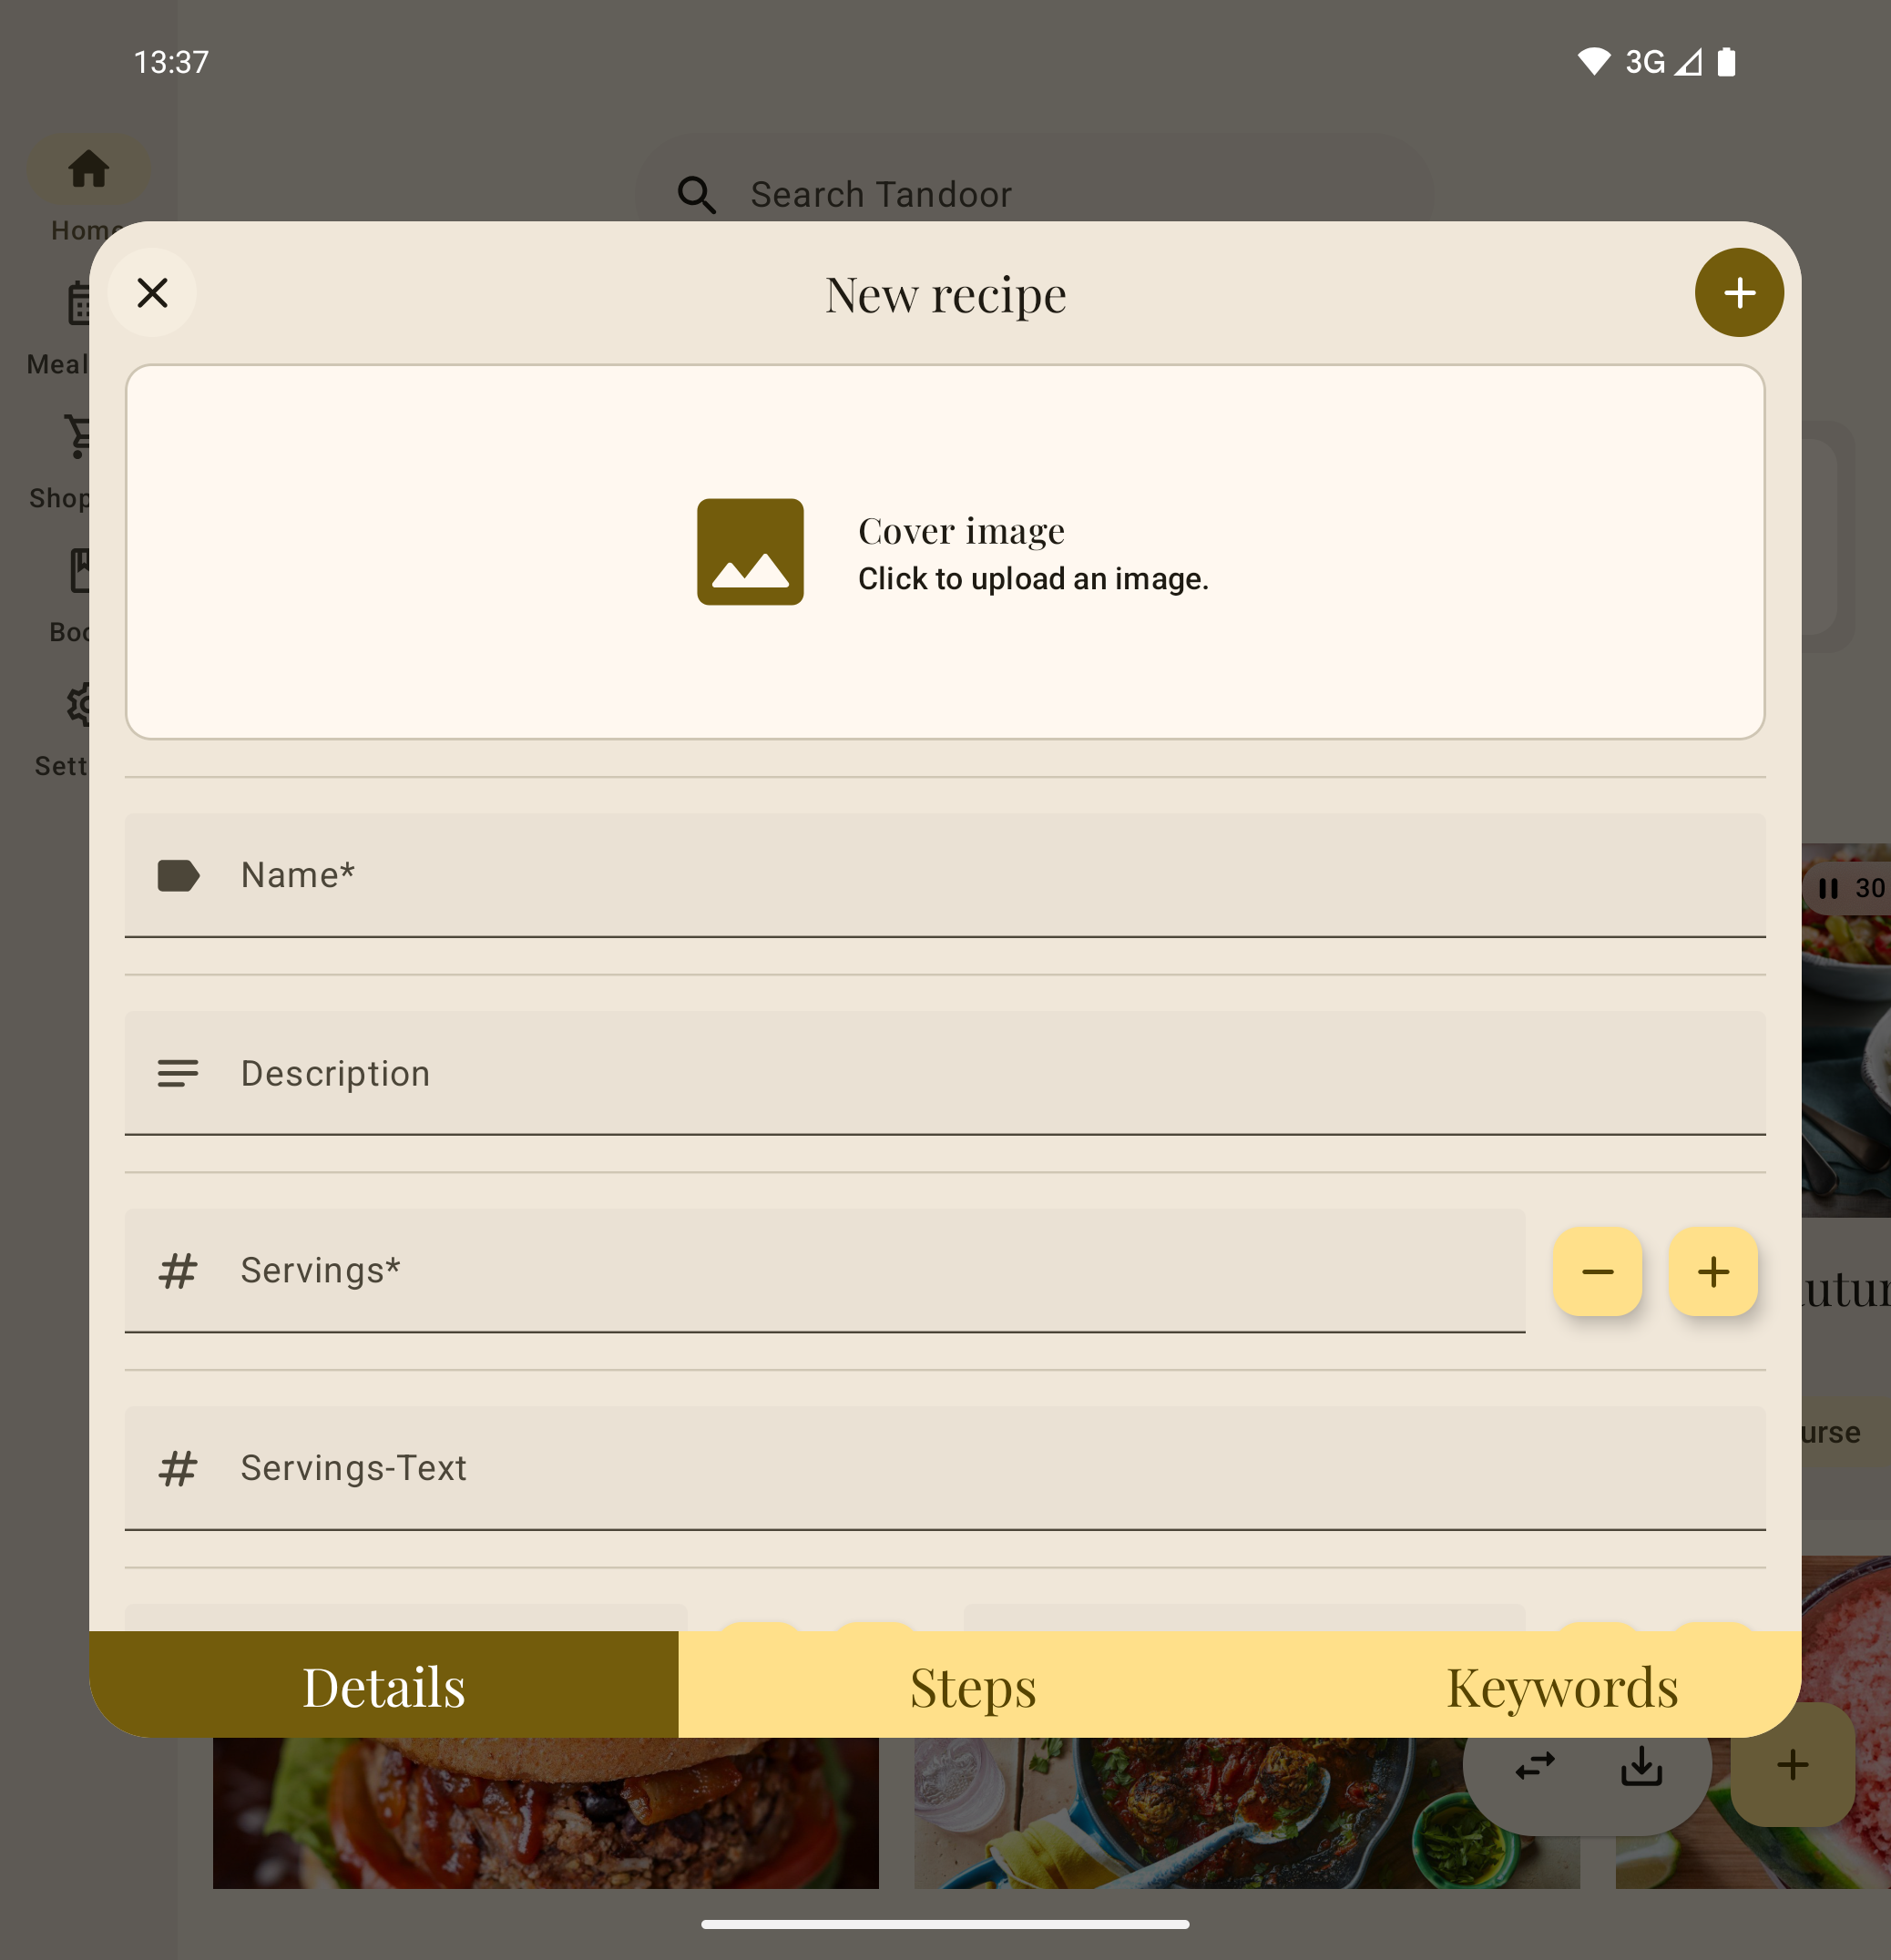 13:37
3G
Search Tandoor
Home
New recipe
Meal
Cover image
Click to upload an image.
Shop
Boo
Sett
Name*
30
Description
Servings*
Servings-Text
urse
Details
Steps
Keywords